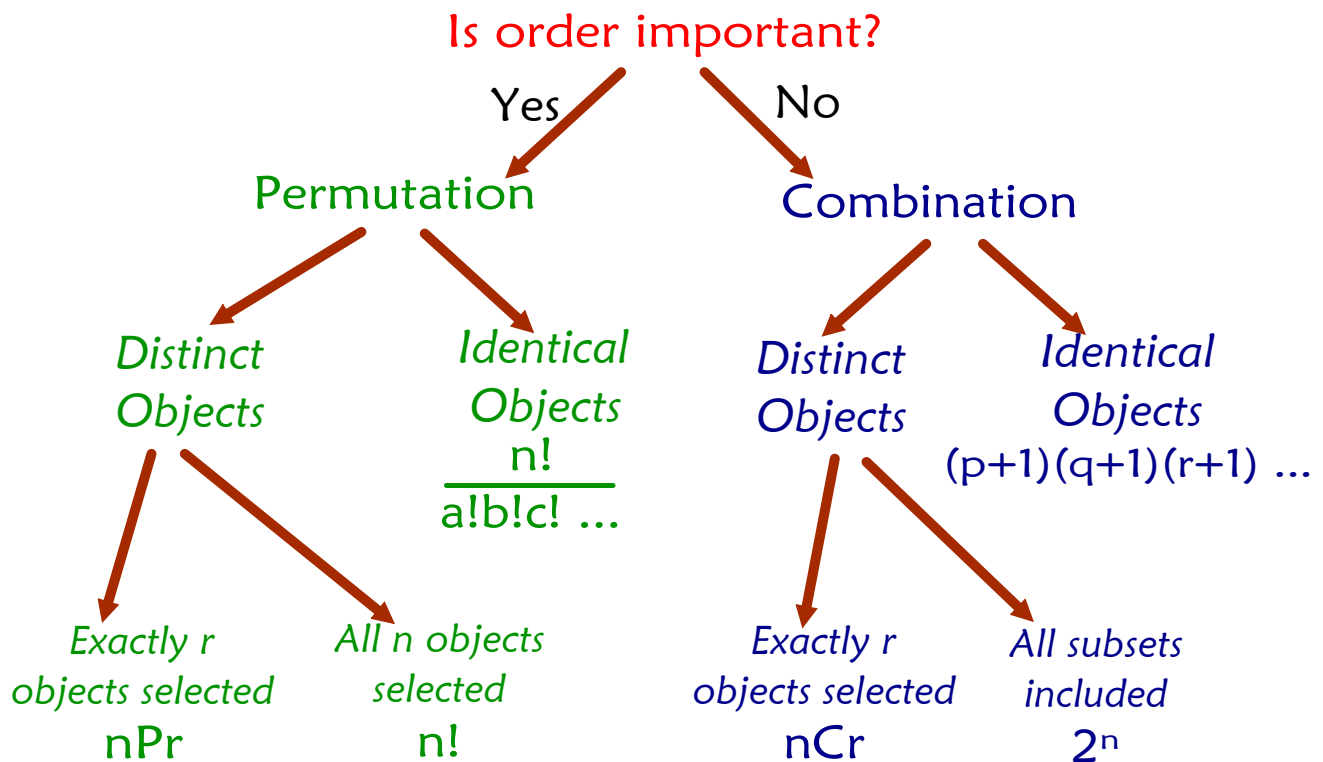 Is order important?
Yes
No
Permutation
Combination
Distinct
Objects
Identical
Objects
n!
a!b!c! ...
Distinct
Objects
Identical
Objects
(p+1)(q+1)(r+1) ...
Exactly r
objects selected
nPr
All n objects
selected
n!
Exactly r
objects selected
nCr
All subsets
included
2ⁿ